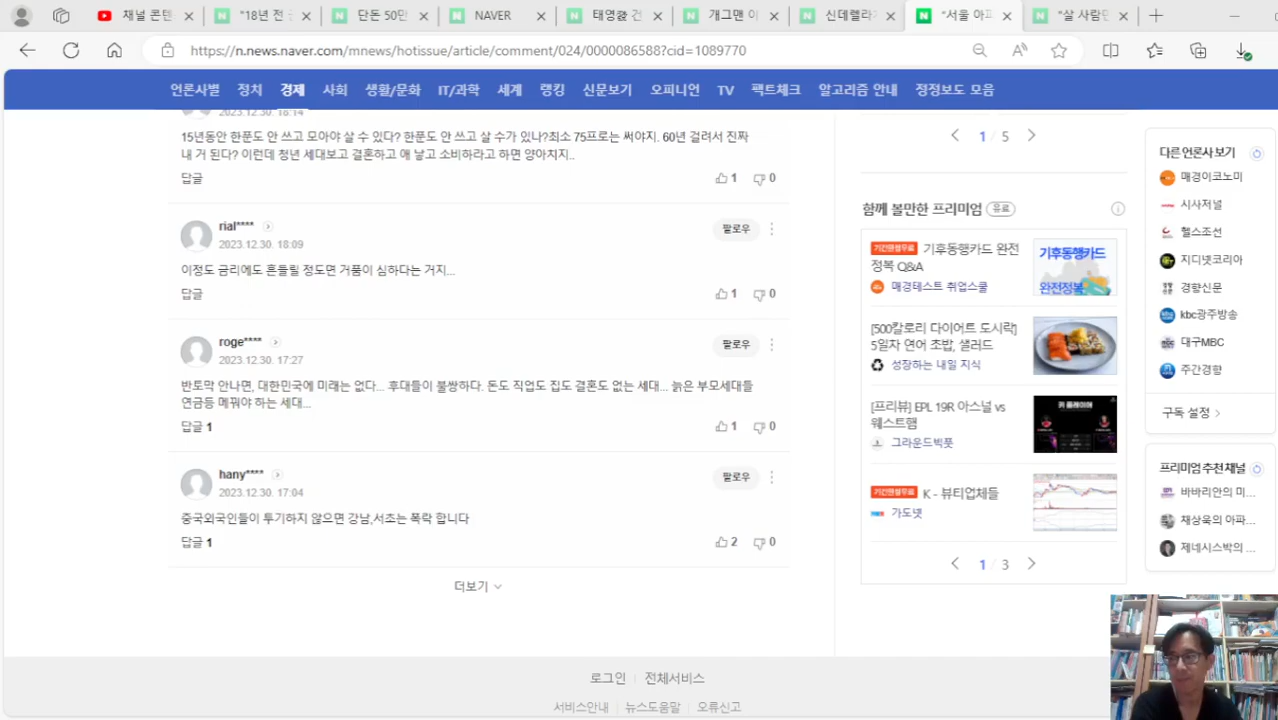 채널 콘텐
"18년 전 금
단돈 50만
NAVER
태영 건
개그맨 이
신데렐라
"서울 아파
"살 사람은
https://n.news.naver.com/mnews/hotissue/article/comment/024/0000086588?cid=1089770
언론사별 정치 경제 사회 생활/문화 IT/과학 세계 랭킹 신문보기 오피니언 TV 팩트체크 알고리즘 안내 정정보도 모음
2023.12.30. 18:14
15년동안 한푼도 안 쓰고 모아야 살 수 있다? 한푼도 안 쓰고 살 수가 있나?최소 75프로는 써야지. 60년 걸려서 진짜
내 거 된다? 이런데 청년 세대보고 결혼하고 애 낳고 소비하라고 하면 양아치지..
답글
1 0
rial****
팔로우
2023.12.30. 18:09
이정도 금리에도 흔들릴 정도면 거품이 심하다는 거지...
답글
1 0
roge****
팔로우
2023.12.30. 17:27
반토막 안나면, 대한민국에 미래는 없다... 후대들이 불쌍하다. 돈도 직업도 집도 결혼도 없는 세대... 늙은 부모세대들
연금등 메꿔야 하는 세대...
답글 1
1 0
hany****
팔로우
2023.12.30. 17:04
중국외국인들이 투기하지 않으면 강남,서초는 폭락 합니다
답글 1
2 0
더보기
1 / 5
함께 볼만한 프리미엄 유료
기간한정무료 기후동행카드 완전
정복 Q&A
매경테스트 취업스쿨
기후동행카드
완전정복
[500칼로리 다이어트 도시락]
5일차 연어 초밥, 샐러드
성장하는 내일 지식
[프리뷰] EPL 19R 아스널 vs
웨스트햄
그라운드빅풋
기간한정무료 K - 뷰티업체들
가도넷
1 / 3
다른 언론사 보기
매경이코노미
시사저널
헬스조선
지디넷코리아
경향신문
kbc광주방송
대구MBC
주간경향
구독 설정
프리미엄 추천 채널
바바리안의 미...
채상욱의 아파...
제네시스박의 ...
로그인 전체서비스
서비스안내 뉴스도움말 오류신고